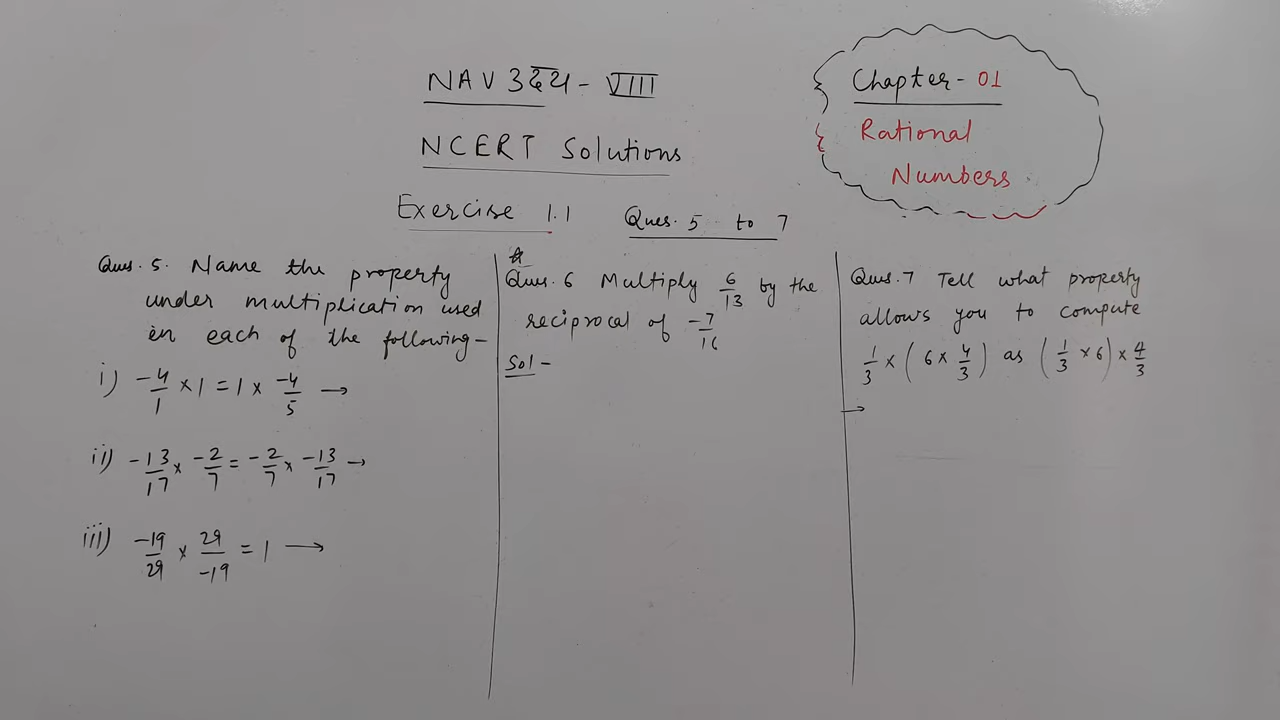 NAV 3देय - VIII
NCERT Solutions
Exercise 1.1 Ques. 5 to 7
Chapter - 01
Rational
Numbers
Ques. 5. Name the property
under multiplication used
in each of the following-
i) -4/1 × 1 = 1 × -4/5 →
ii) -13/17 × -2/7 = -2/7 × -13/17 →
iii) -19/29 × 29/-19 = 1 →
Ques. 6 Multiply 6/13 by the
reciprocal of -7/16
Sol -
Ques. 7 Tell what property
allows you to compute
1/3 × (6 × 4/3) as (1/3 × 6) × 4/3
→